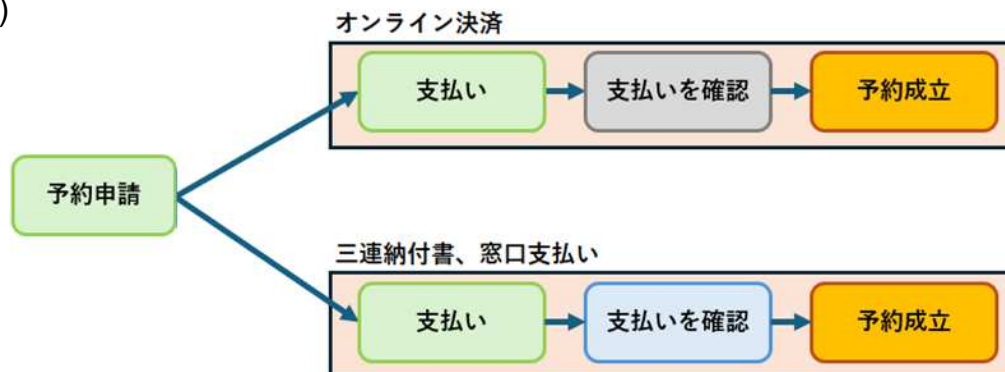 )
オンライン決済
支払い
支払いを確認
予約成立
予約申請
三連納付書、窓口支払い
支払い
支払いを確認
予約成立